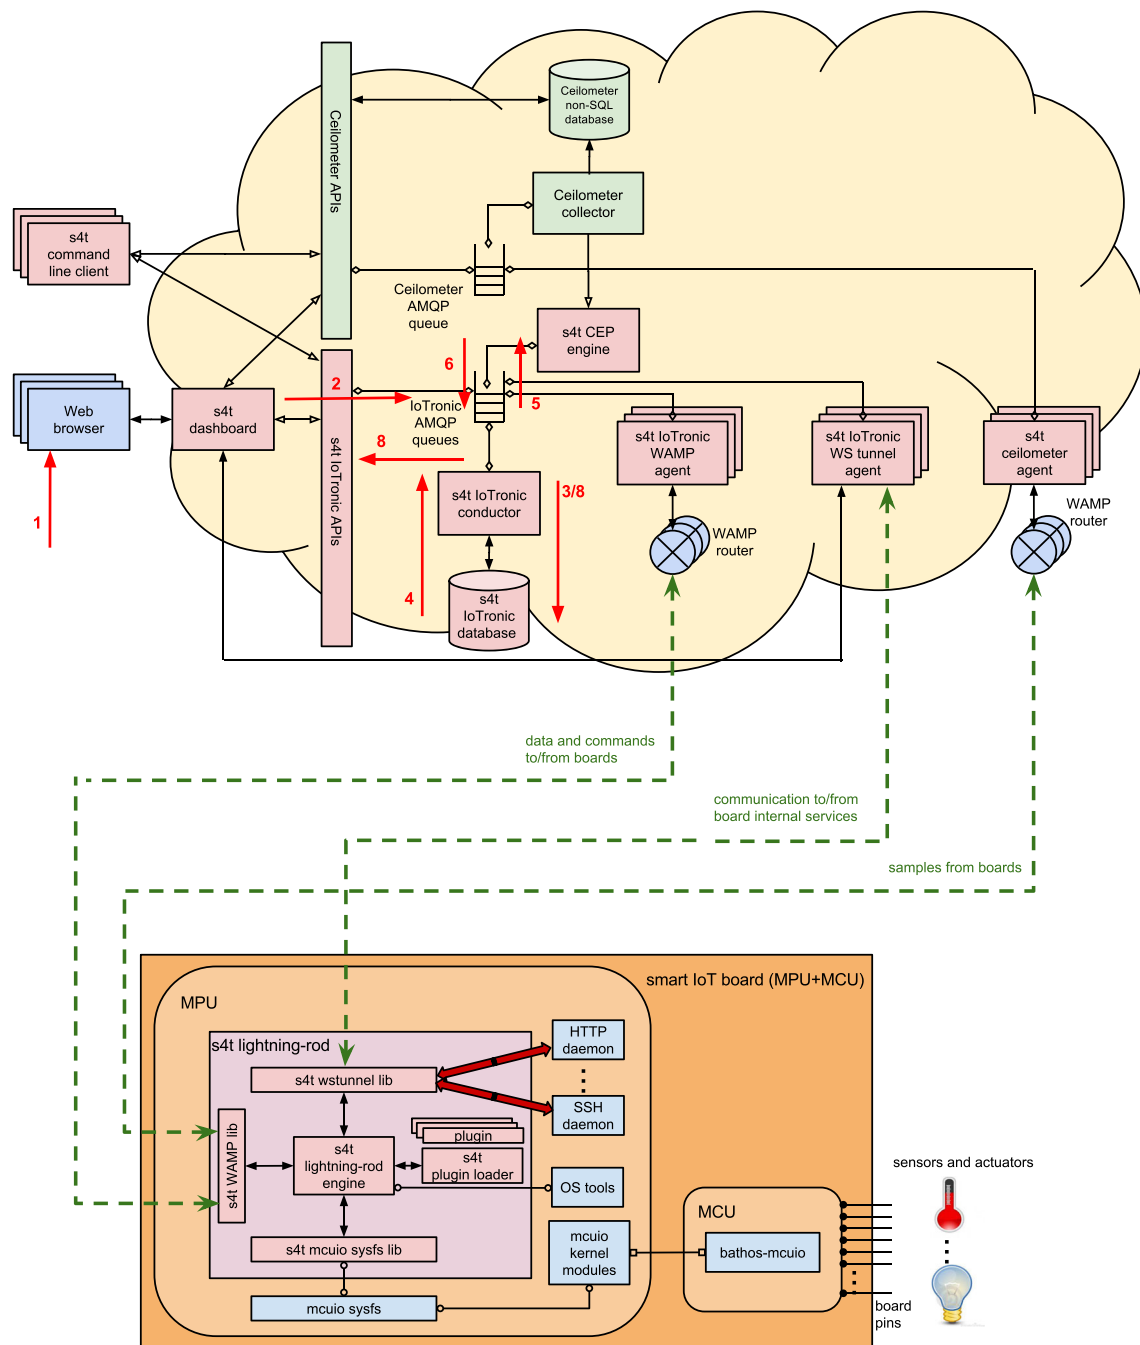 Ceilometer
non-SQL
database
Ceilometer APIs
Ceilometer
collector
s4t
command
line client
Ceilometer
AMQP
queue
s4t CEP
engine
6
5
2
Web
browser
s4t
dashboard
IoTronic
AMQP
queues
s4t IoTronic APIs
s4t IoTronic
WAMP
agent
s4t IoTronic
WS tunnel
agent
s4t
ceilometer
agent
8
1
s4t IoTronic
conductor
3/8
WAMP
router
WAMP
router
4
s4t
IoTronic
database
data and commands
to/from boards
communication to/from
board internal services
samples from boards
smart IoT board (MPU+MCU)
MPU
s4t lightning-rod
HTTP
daemon
s4t wstunnel lib
SSH
daemon
plugin
s4t WAMP lib
s4t
lightning-rod
engine
s4t
plugin loader
OS tools
sensors and actuators
MCU
s4t mcuio sysfs lib
mcuio
kernel
modules
bathos-mcuio
mcuio sysfs
board
pins